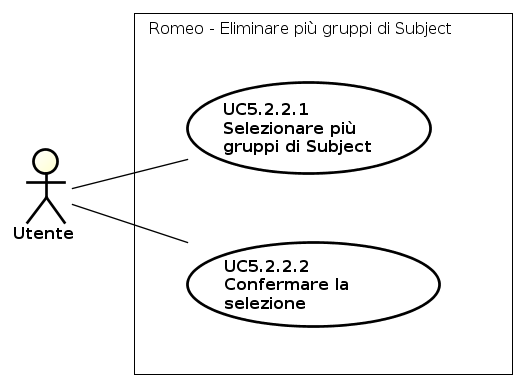 Romeo - Eliminare più gruppi di Subject
UC5.2.2.1
Selezionare più
gruppi di Subject
Utente
UC5.2.2.2
Confermare la
selezione